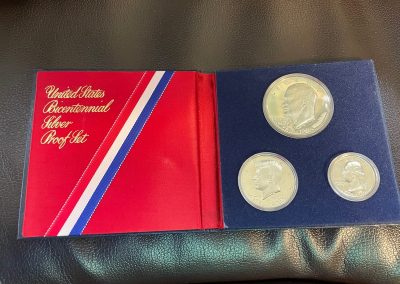 United States
Bicentennial
Silver
Proof Set